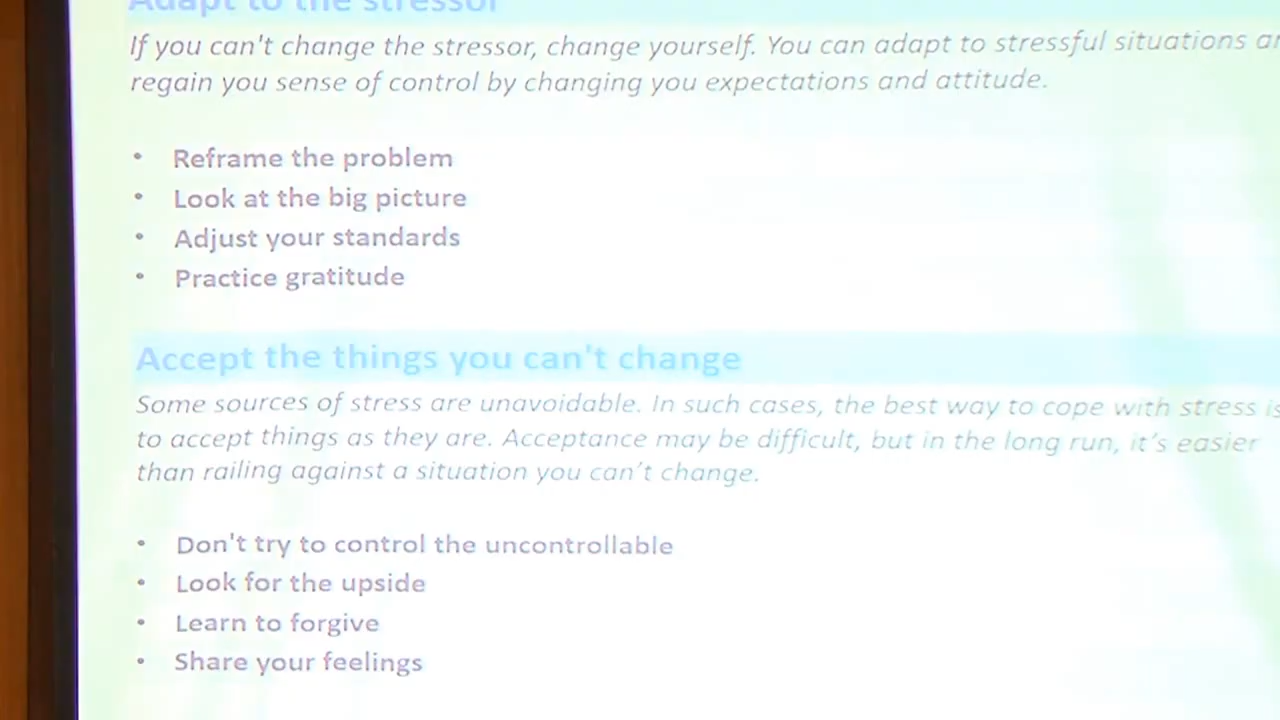 Adapt to the stressor
If you can't change the stressor, change yourself. You can adapt to stressful situations
regain you sense of control by changing you expectations and attitude.
• Reframe the problem
• Look at the big picture
• Adjust your standards
• Practice gratitude
Accept the things you can't change
Some sources of stress are unavoidable. In such cases, the best way to cope with stress is
to accept things as they are. Acceptance may be difficult, but in the long run, it's easier
than railing against a situation you can't change.
• Don't try to control the uncontrollable
• Look for the upside
• Learn to forgive
• Share your feelings